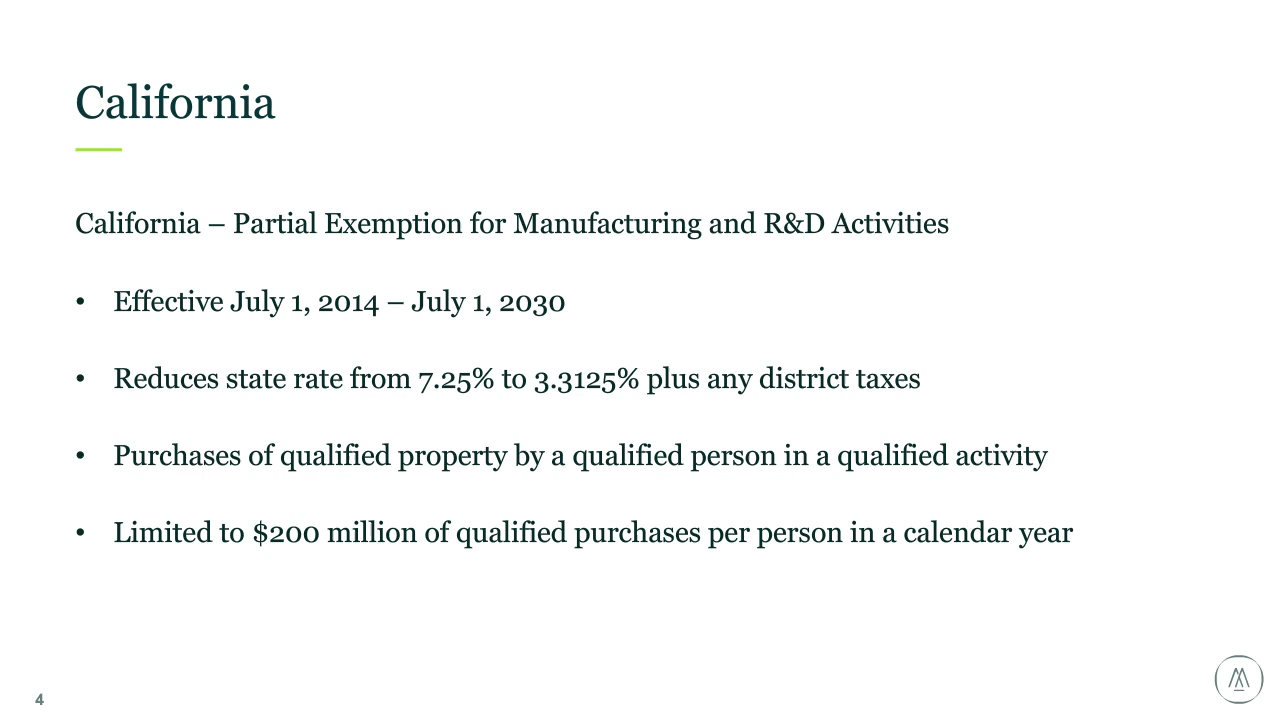 California
California – Partial Exemption for Manufacturing and R&D Activities
• Effective July 1, 2014 – July 1, 2030
• Reduces state rate from 7.25% to 3.3125% plus any district taxes
• Purchases of qualified property by a qualified person in a qualified activity
• Limited to $200 million of qualified purchases per person in a calendar year
4